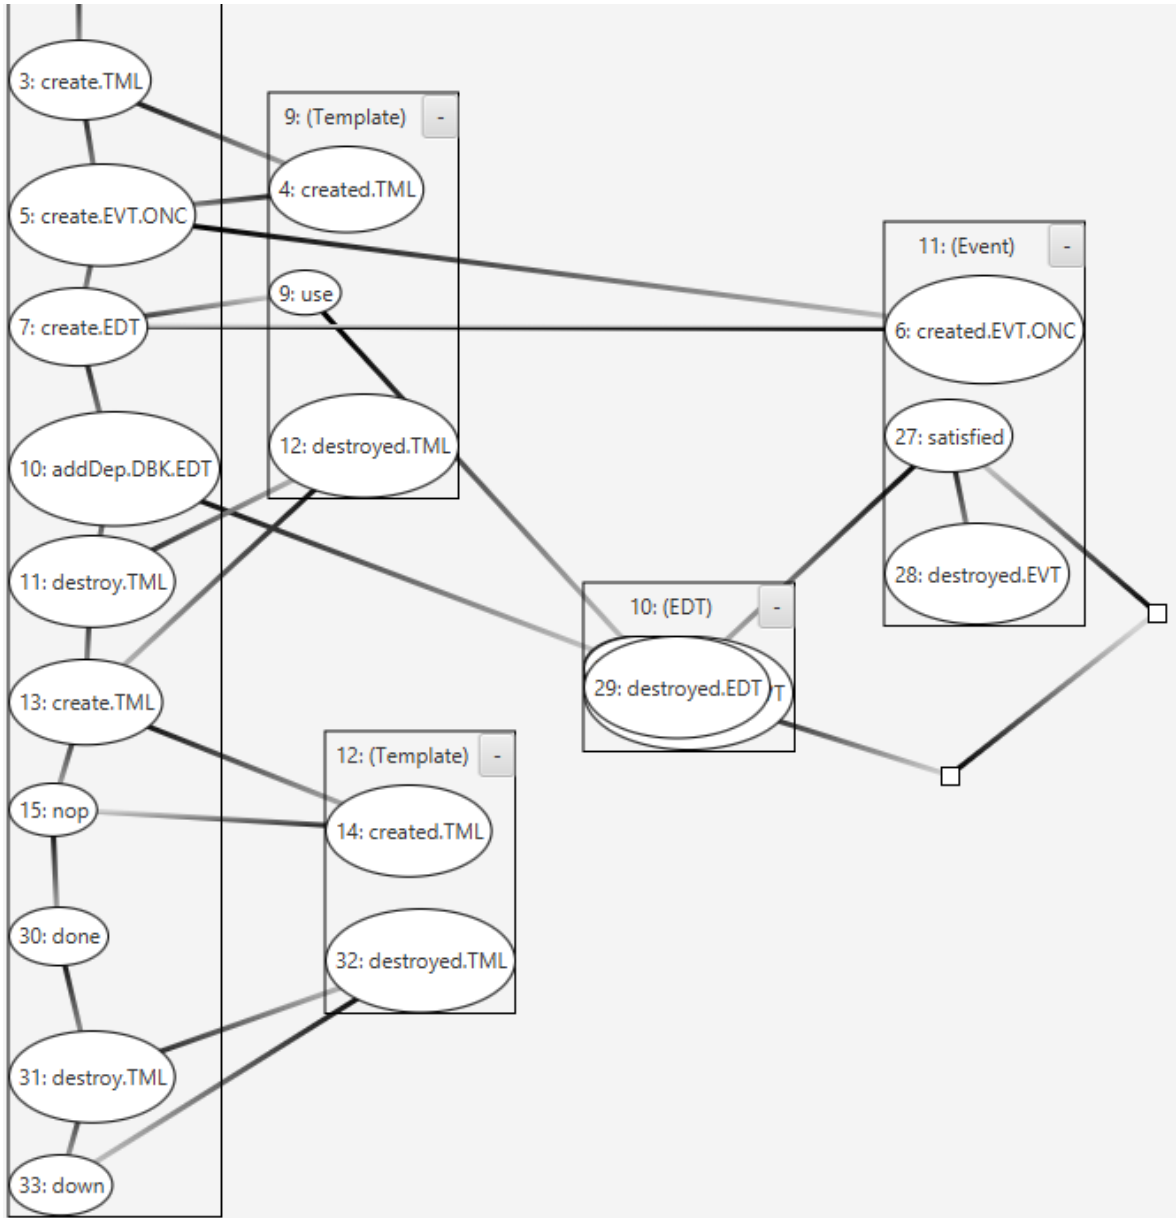 3: create.TML
5: create.EVT.ONC
7: create.EDT
10: addDep.DBK.EDT
11: destroy.TML
13: create.TML
15: nop
30: done
31: destroy.TML
33: down
9: (Template) -
4: created.TML
9: use
12: destroyed.TML
12: (Template) -
14: created.TML
32: destroyed.TML
10: (EDT) -
29: destroyed.EDT
11: (Event) -
6: created.EVT.ONC
27: satisfied
28: destroyed.EVT